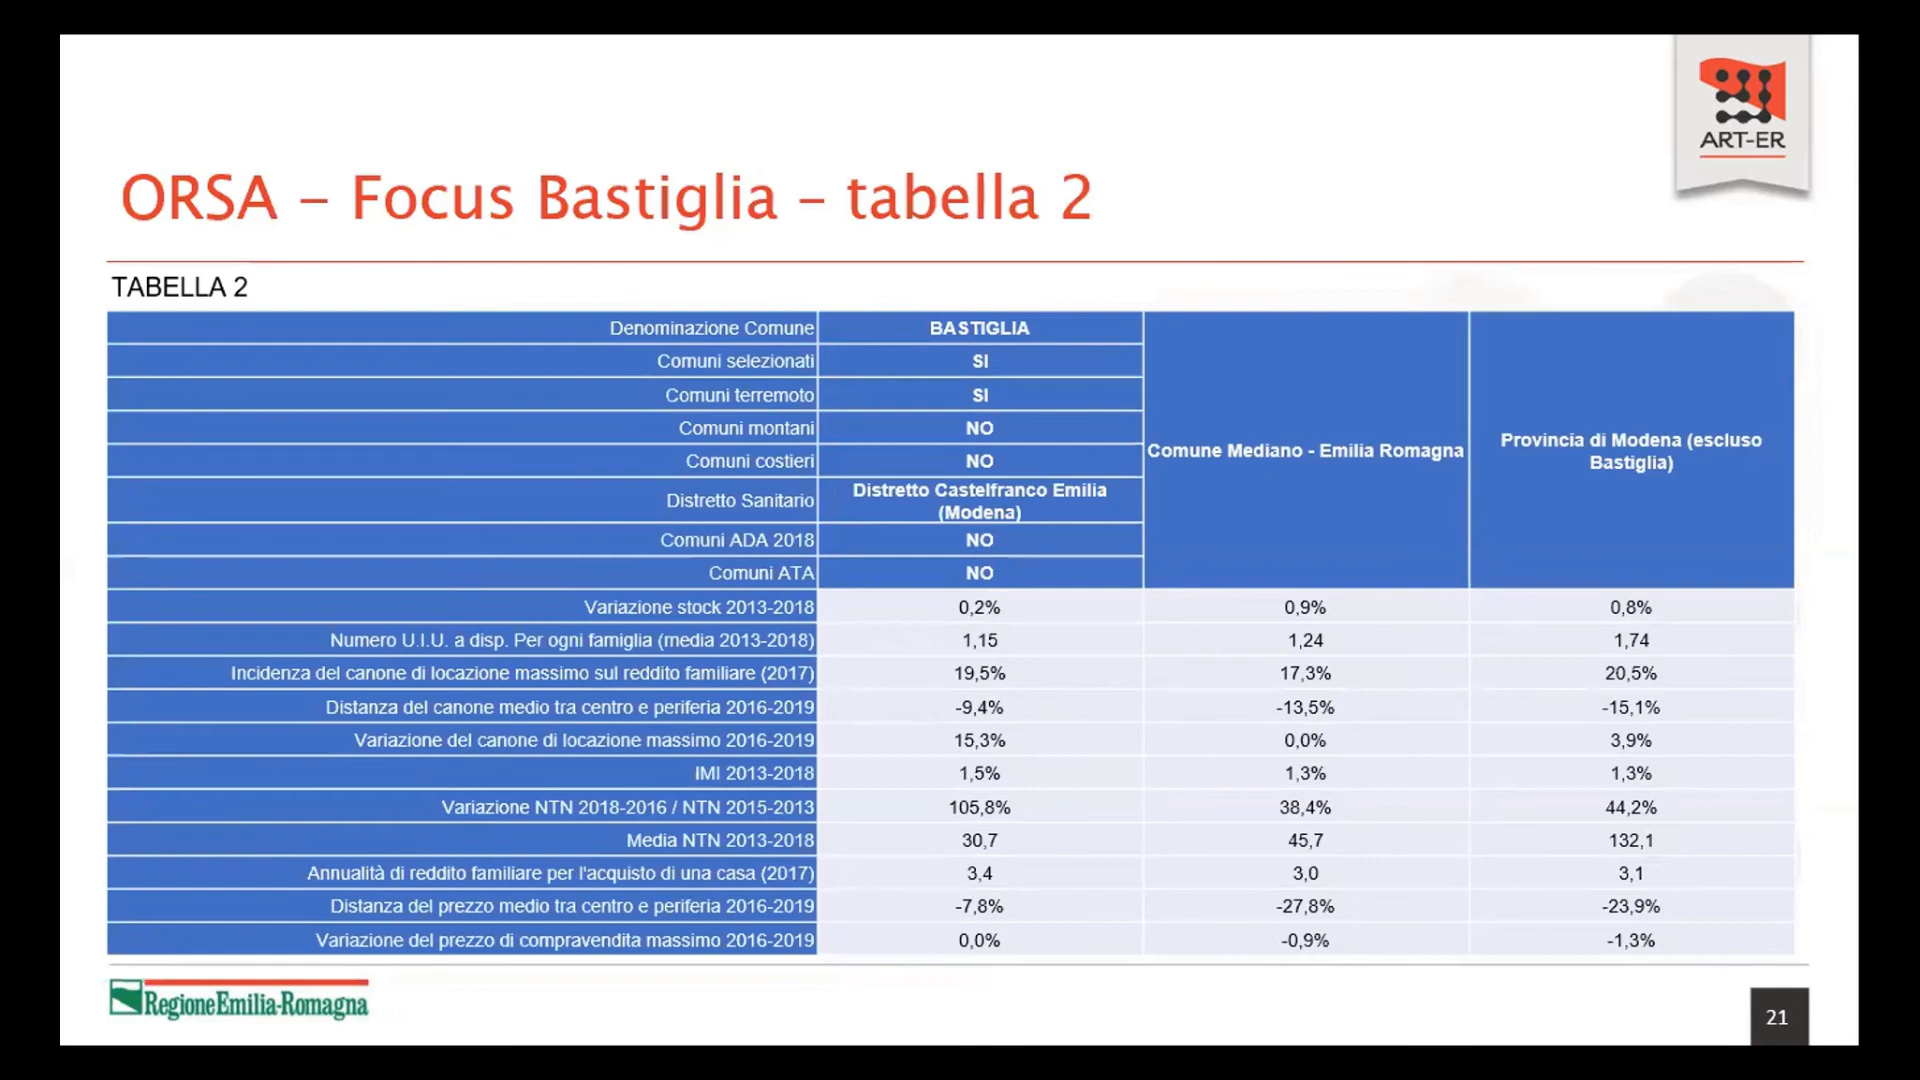 ART-ER
ORSA – Focus Bastiglia – tabella 2
TABELLA 2
Denominazione Comune BASTIGLIA
Comuni selezionati SI
Comuni terremoto SI
Comuni montani NO
Comuni costieri NO
Distretto Sanitario Distretto Castelfranco Emilia
(Modena)
Comuni ADA 2018 NO
Comuni ATA NO
Comune Mediano - Emilia Romagna
Provincia di Modena (escluso
Bastiglia)
Variazione stock 2013-2018 0,2% 0,9% 0,8%
Numero U.I.U. a disp. Per ogni famiglia (media 2013-2018) 1,15 1,24 1,74
Incidenza del canone di locazione massimo sul reddito familiare (2017) 19,5% 17,3% 20,5%
Distanza del canone medio tra centro e periferia 2016-2019 -9,4% -13,5% -15,1%
Variazione del canone di locazione massimo 2016-2019 15,3% 0,0% 3,9%
IMI 2013-2018 1,5% 1,3% 1,3%
Variazione NTN 2018-2016 / NTN 2015-2013 105,8% 38,4% 44,2%
Media NTN 2013-2018 30,7 45,7 132,1
Annualità di reddito familiare per l'acquisto di una casa (2017) 3,4 3,0 3,1
Distanza del prezzo medio tra centro e periferia 2016-2019 -7,8% -27,8% -23,9%
Variazione del prezzo di compravendita massimo 2016-2019 0,0% -0,9% -1,3%
RegioneEmilia-Romagna
21